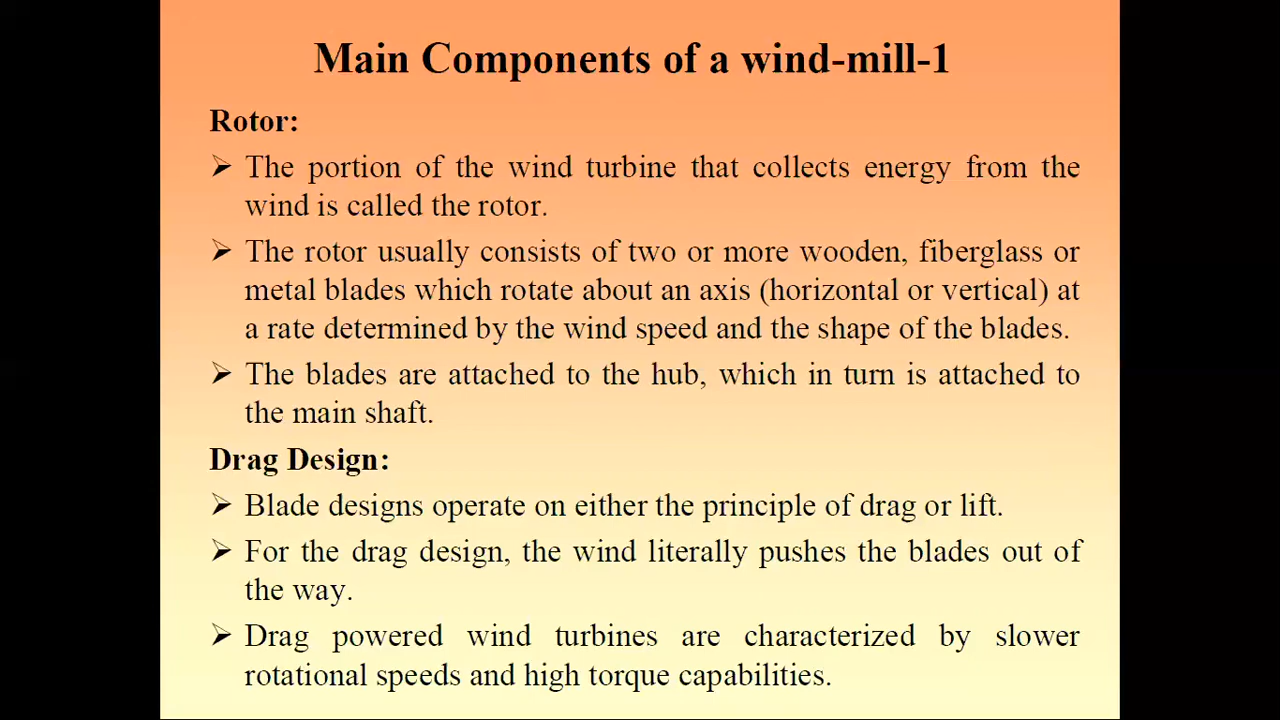 Main Components of a wind-mill-1
Rotor:
➢ The portion of the wind turbine that collects energy from the
wind is called the rotor.
➢ The rotor usually consists of two or more wooden, fiberglass or
metal blades which rotate about an axis (horizontal or vertical) at
a rate determined by the wind speed and the shape of the blades.
➢ The blades are attached to the hub, which in turn is attached to
the main shaft.
Drag Design:
➢ Blade designs operate on either the principle of drag or lift.
➢ For the drag design, the wind literally pushes the blades out of
the way.
➢ Drag powered wind turbines are characterized by slower
rotational speeds and high torque capabilities.